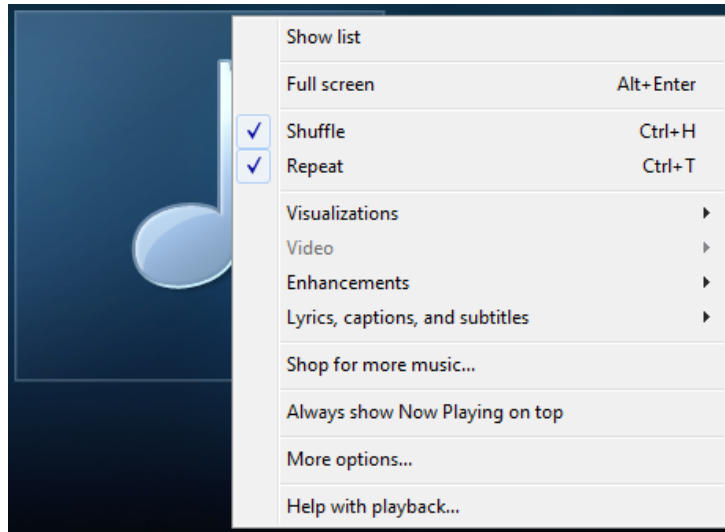 Show list
Full screen Alt+Enter
Shuffle Ctrl+H
Repeat Ctrl+T
Visualizations
Video
Enhancements
Lyrics, captions, and subtitles
Shop for more music...
Always show Now Playing on top
More options...
Help with playback...